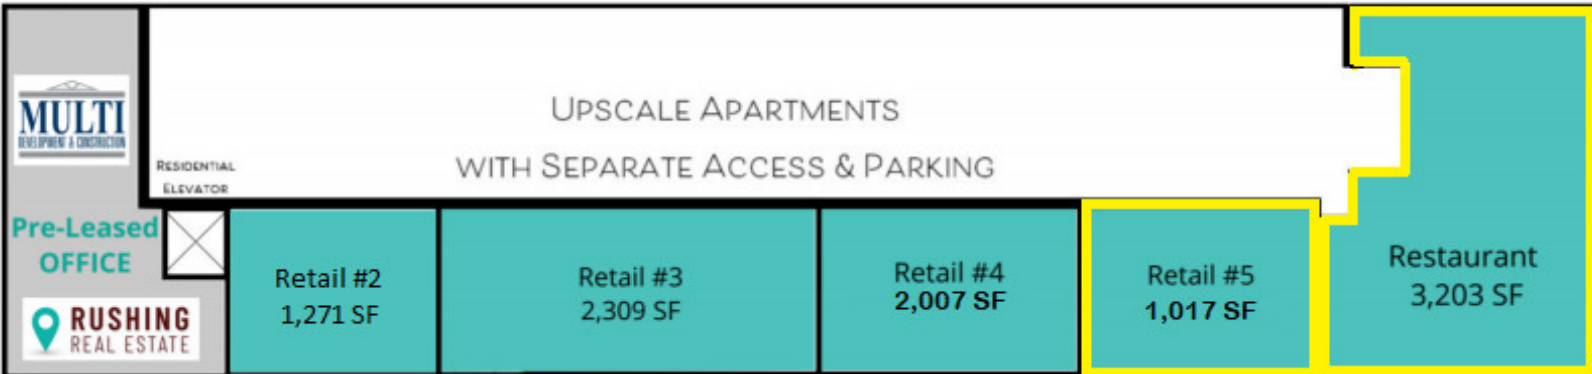 MULTI
DEVELOPMENT & CONSTRUCTION
Pre-Leased
OFFICE
RUSHING
REAL ESTATE
UPSCALE APARTMENTS
WITH SEPARATE ACCESS & PARKING
RESIDENTIAL
ELEVATOR
Retail #2
1,271 SF
Retail #3
2,309 SF
Retail #4
2,007 SF
Retail #5
1,017 SF
Restaurant
3,203 SF